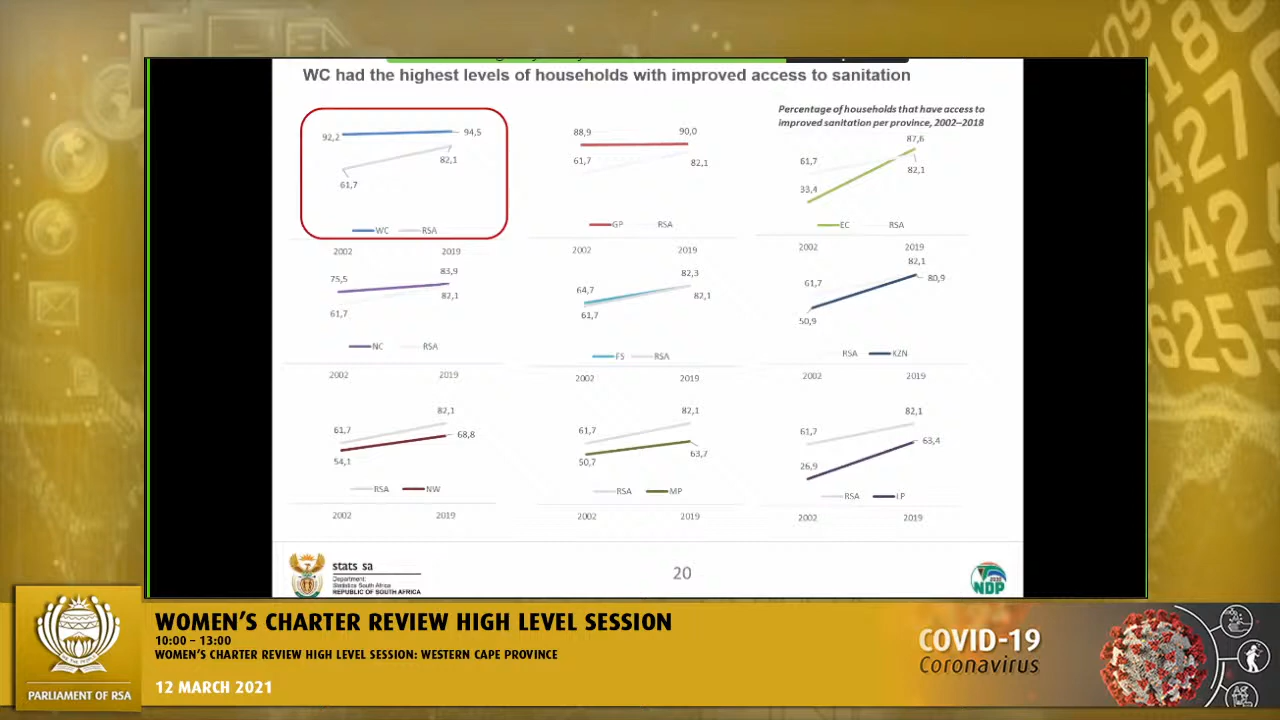 WC had the highest levels of households with improved access to sanitation
Percentage of households that have access to
improved sanitation per province, 2002–2018
92,2
94,5
82,1
61,7
WC
RSA
2002
2019
88,9
90,0
61,7
82,1
GP
RSA
2002
2019
87,6
61,7
82,1
33,4
EC
RSA
2002
2019
75,5
83,9
82,1
61,7
NC
RSA
2002
2019
82,3
64,7
82,1
61,7
FS
RSA
2002
2019
82,1
61,7
80,9
50,9
RSA
KZN
2002
2019
82,1
61,7
68,8
54,1
RSA
NW
2002
2019
82,1
61,7
63,7
50,7
RSA
MP
2002
2019
82,1
61,7
63,4
26,9
RSA
LP
2002
2019
stats sa
Department:
Statistics South Africa
REPUBLIC OF SOUTH AFRICA
20
NDP
WOMEN'S CHARTER REVIEW HIGH LEVEL SESSION
10:00 – 13:00
WOMEN'S CHARTER REVIEW HIGH LEVEL SESSION: WESTERN CAPE PROVINCE
12 MARCH 2021
PARLIAMENT OF RSA
COVID-19
Coronavirus